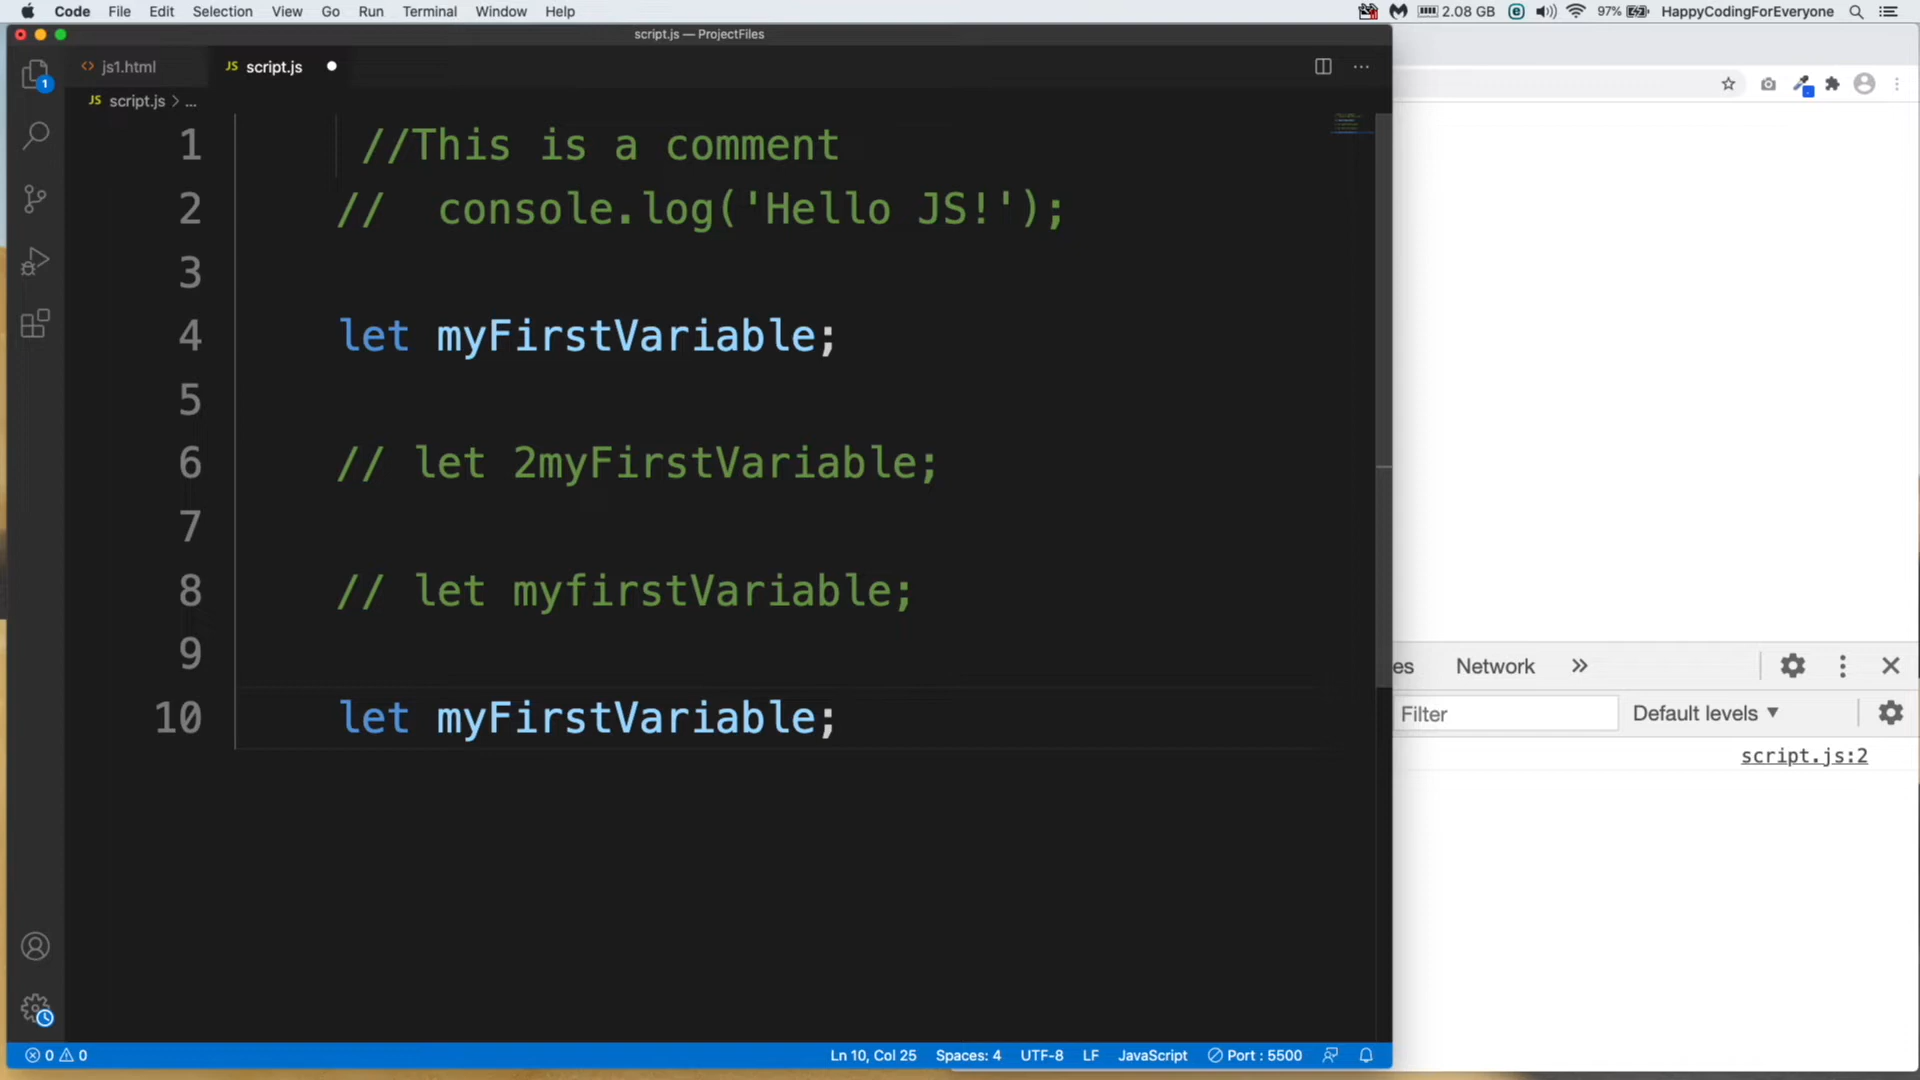 Code File Edit Selection View Go Run Terminal Window Help 2.08 GB 97% HappyCodingForEveryone
script.js — ProjectFiles
js1.html JS script.js
JS script.js > ...
1 //This is a comment
2 // console.log('Hello JS!');
3
4 let myFirstVariable;
5
6 // let 2myFirstVariable;
7
8 // let myfirstVariable;
9
10 let myFirstVariable;
1
es Network »
Filter Default levels ▼
script.js:2
0 0 Ln 10, Col 25 Spaces: 4 UTF-8 LF JavaScript Port : 5500